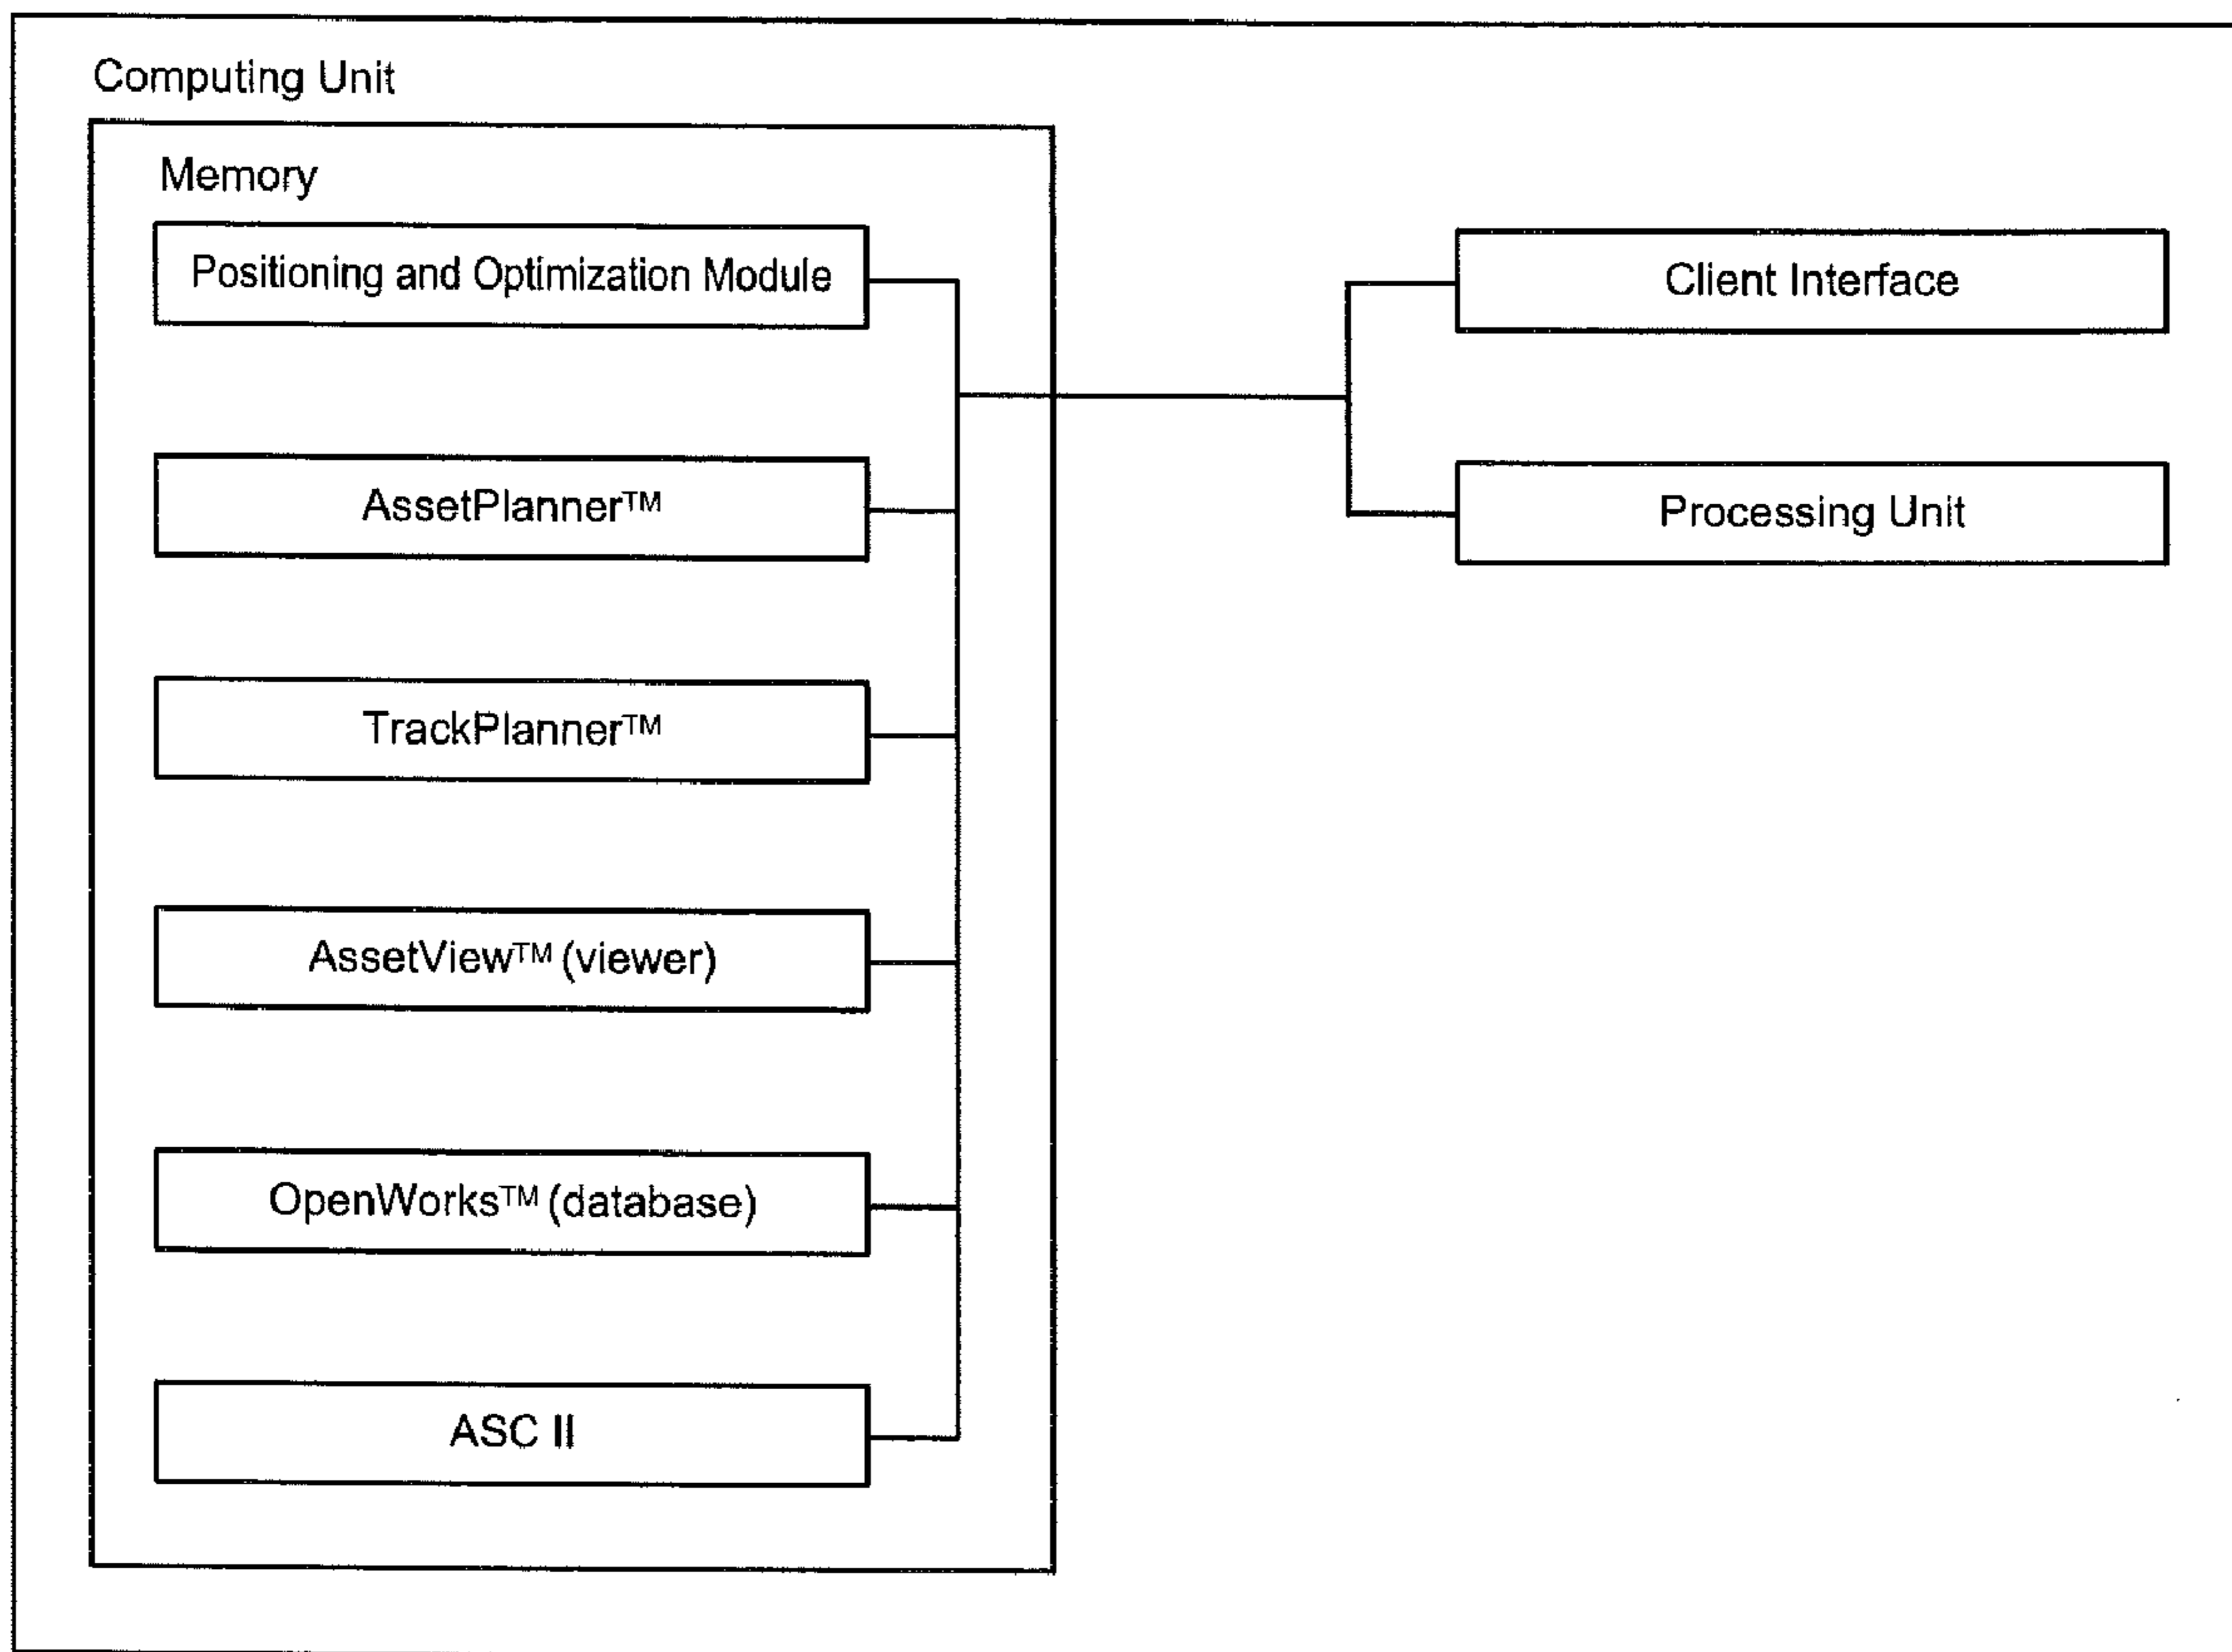 Computing Unit
Memory
Positioning and Optimization Module
AssetPlanner™
TrackPlanner™
AssetView™ (viewer)
OpenWorks™ (database)
ASC II
Client Interface
Processing Unit